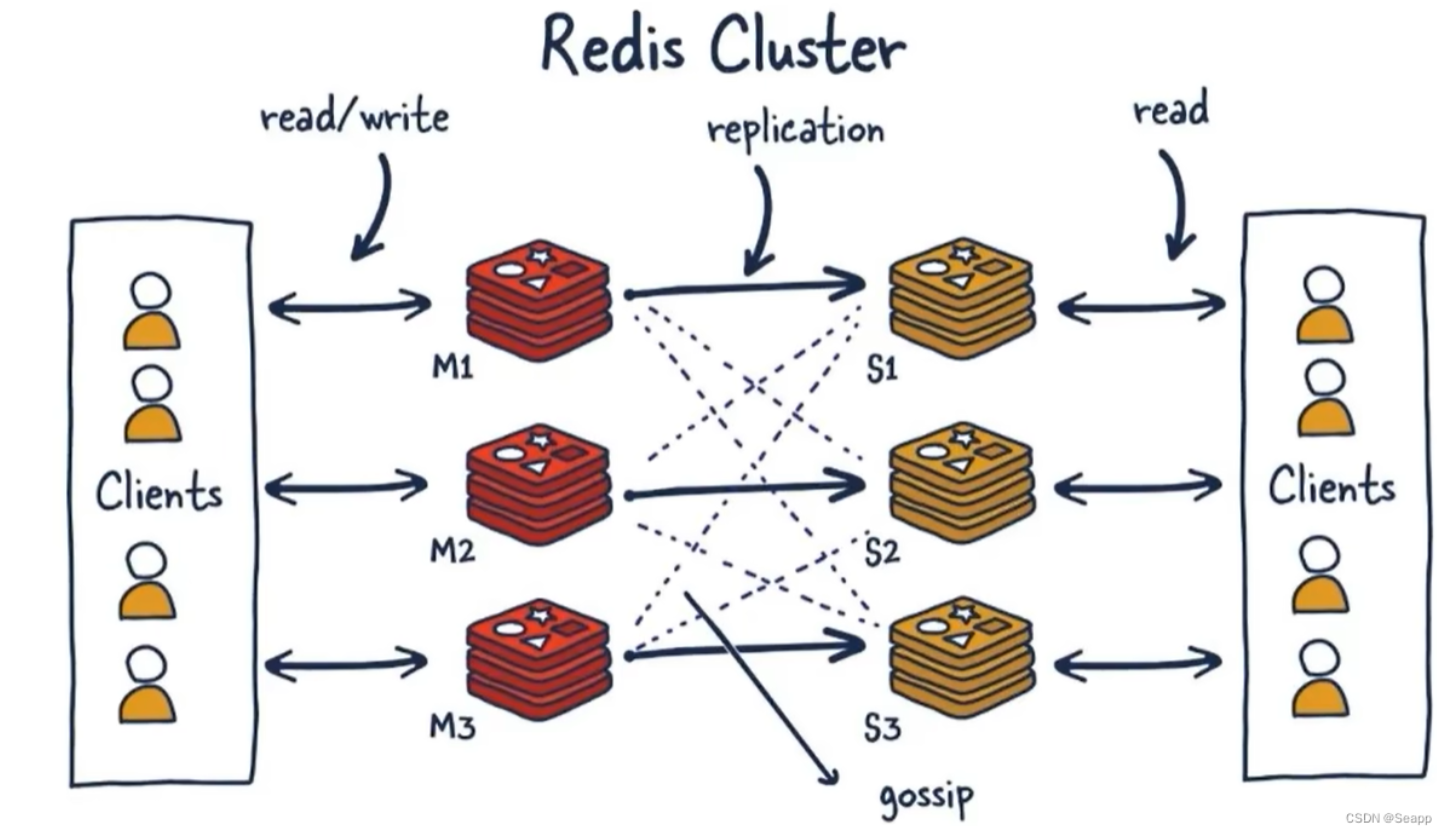 Redis Cluster
read/write
replication
read
M1
S1
Clients
Clients
M2
S2
M3
S3
gossip
CSDN @Seapp